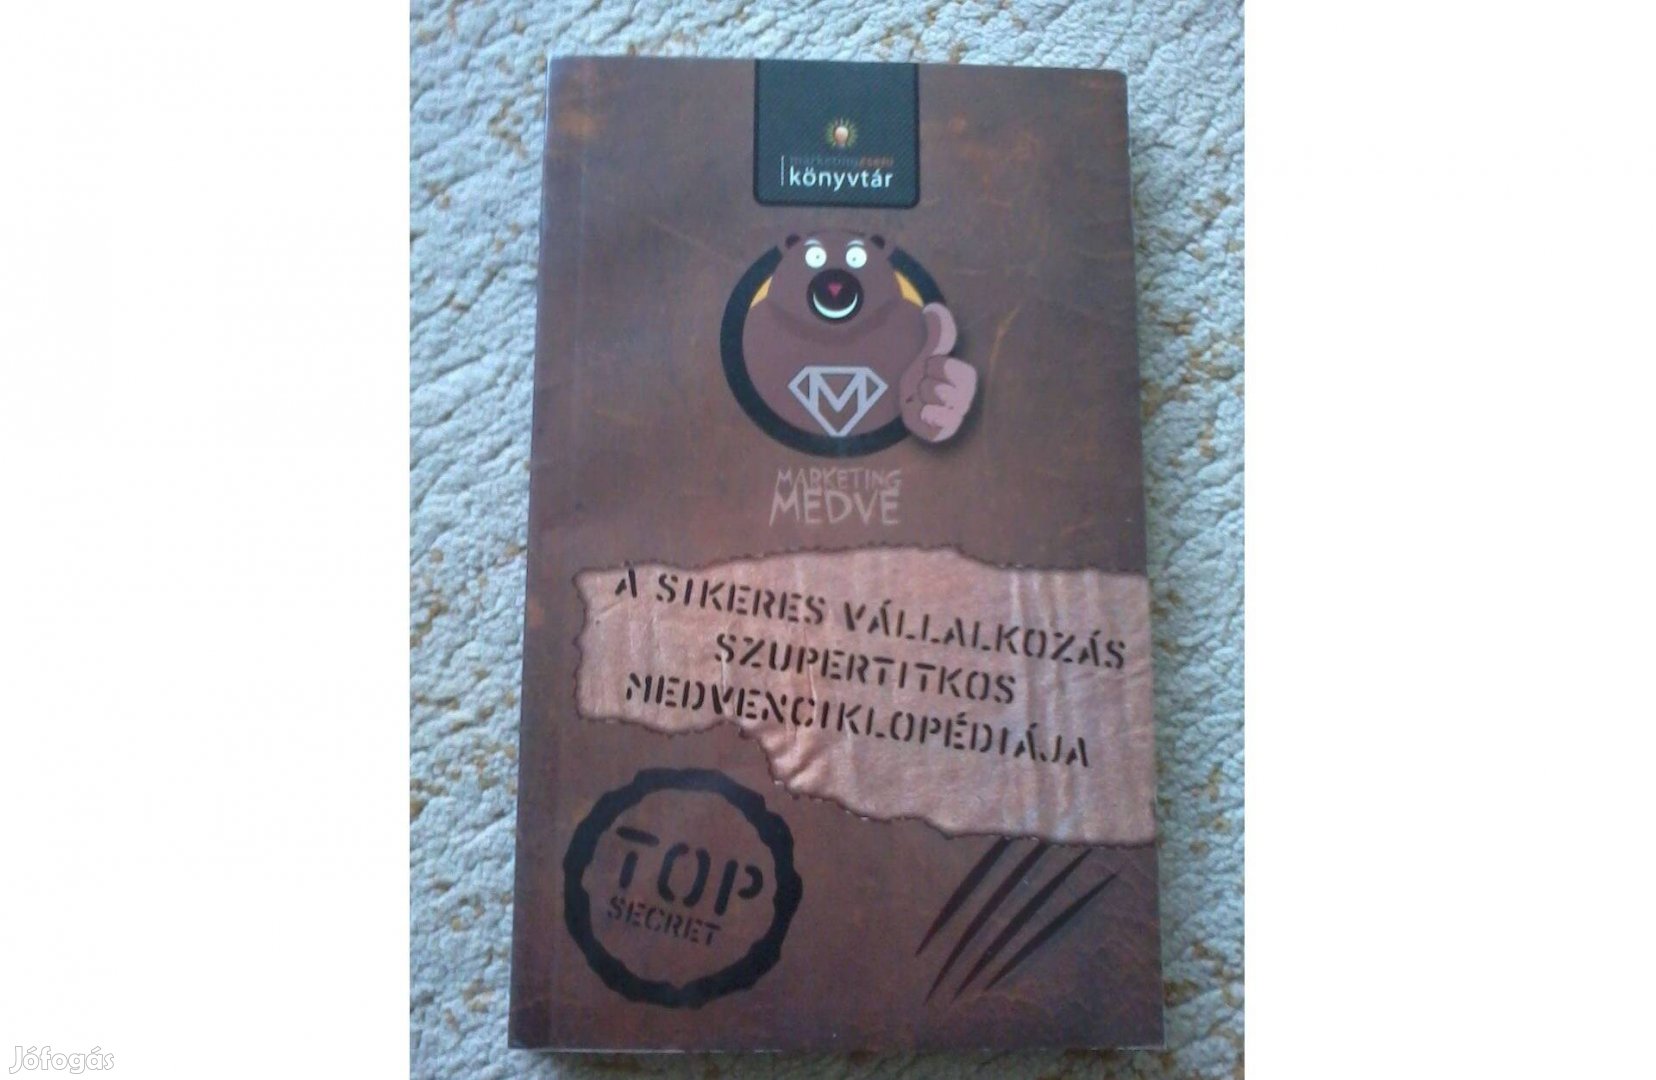 marketingzseni
könyvtár
M
MARKETING
MEDVE
A SIKERES VÁLLALKOZÁS
SZUPERTITKOS
MEDVENCIKLOPÉDIÁJA
TOP
SECRET
Jófogás